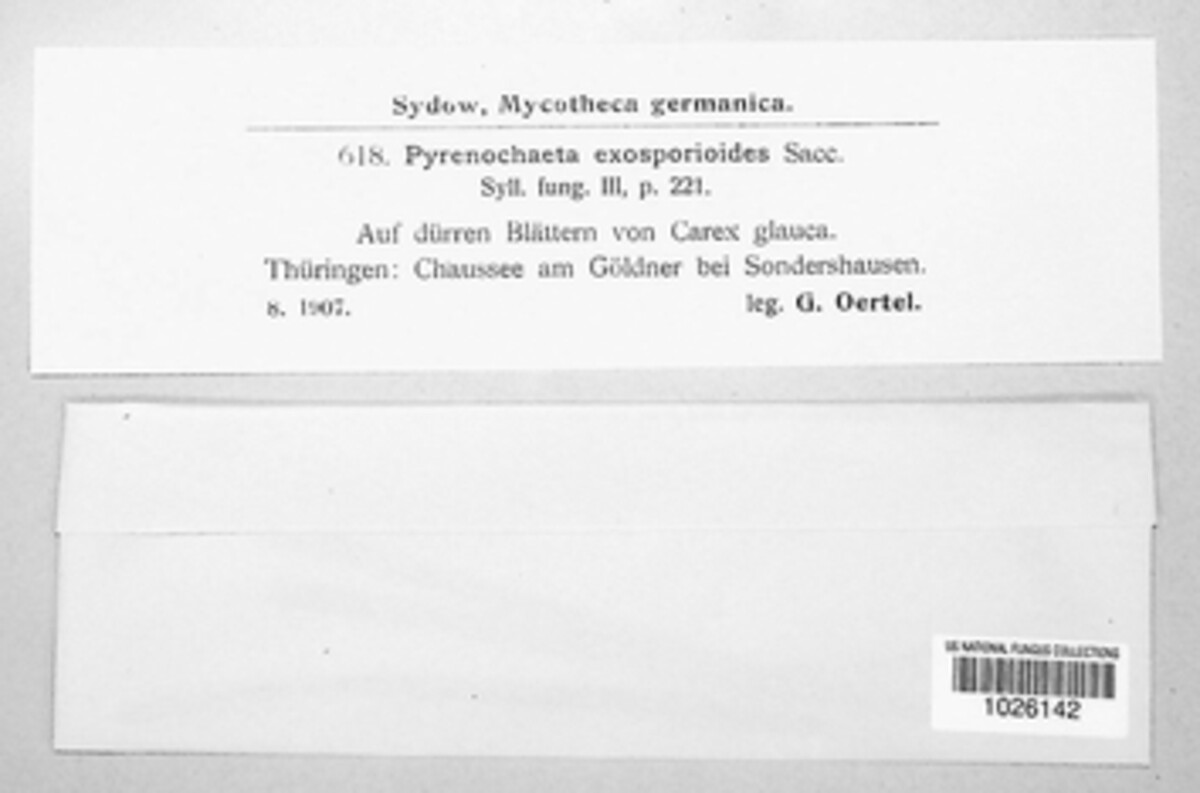 Sydow, Mycotheca germanica.
618. Pyrenochaeta exosporioides Sacc.
Syll. fung. III, p. 221.
Auf dürren Blättern von Carex glauca.
Thüringen: Chaussee am Göldner bei Sondershausen.
8. 1907. leg. G. Oertel.
US NATIONAL FUNGUS COLLECTIONS
1026142